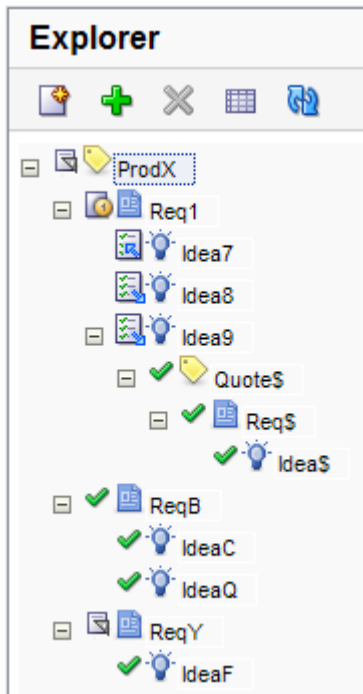 Explorer
ProdX
Req1
Idea7
Idea8
Idea9
Quote$
Req$
Idea$
ReqB
IdeaC
IdeaQ
ReqY
IdeaF